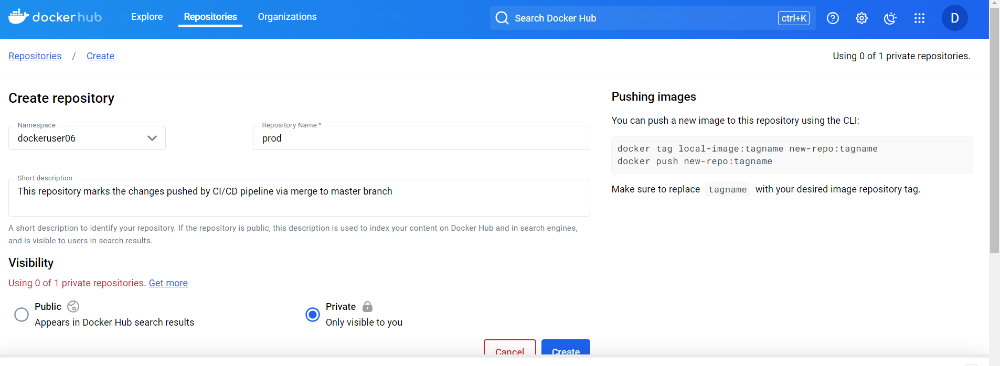 docker hub
Explore
Repositories
Organizations
Search Docker Hub
ctrl+K
D
Repositories / Create
Using 0 of 1 private repositories.
Create repository
Namespace
dockeruser06
Repository Name *
prod
Short description
This repository marks the changes pushed by CI/CD pipeline via merge to master branch
A short description to identify your repository. If the repository is public, this description is used to index your content on Docker Hub and in search engines,
and is visible to users in search results.
Visibility
Using 0 of 1 private repositories. Get more
Public
Appears in Docker Hub search results
Private
Only visible to you
Cancel
Create
Pushing images
You can push a new image to this repository using the CLI:
docker tag local-image:tagname new-repo:tagname
docker push new-repo:tagname
Make sure to replace tagname with your desired image repository tag.